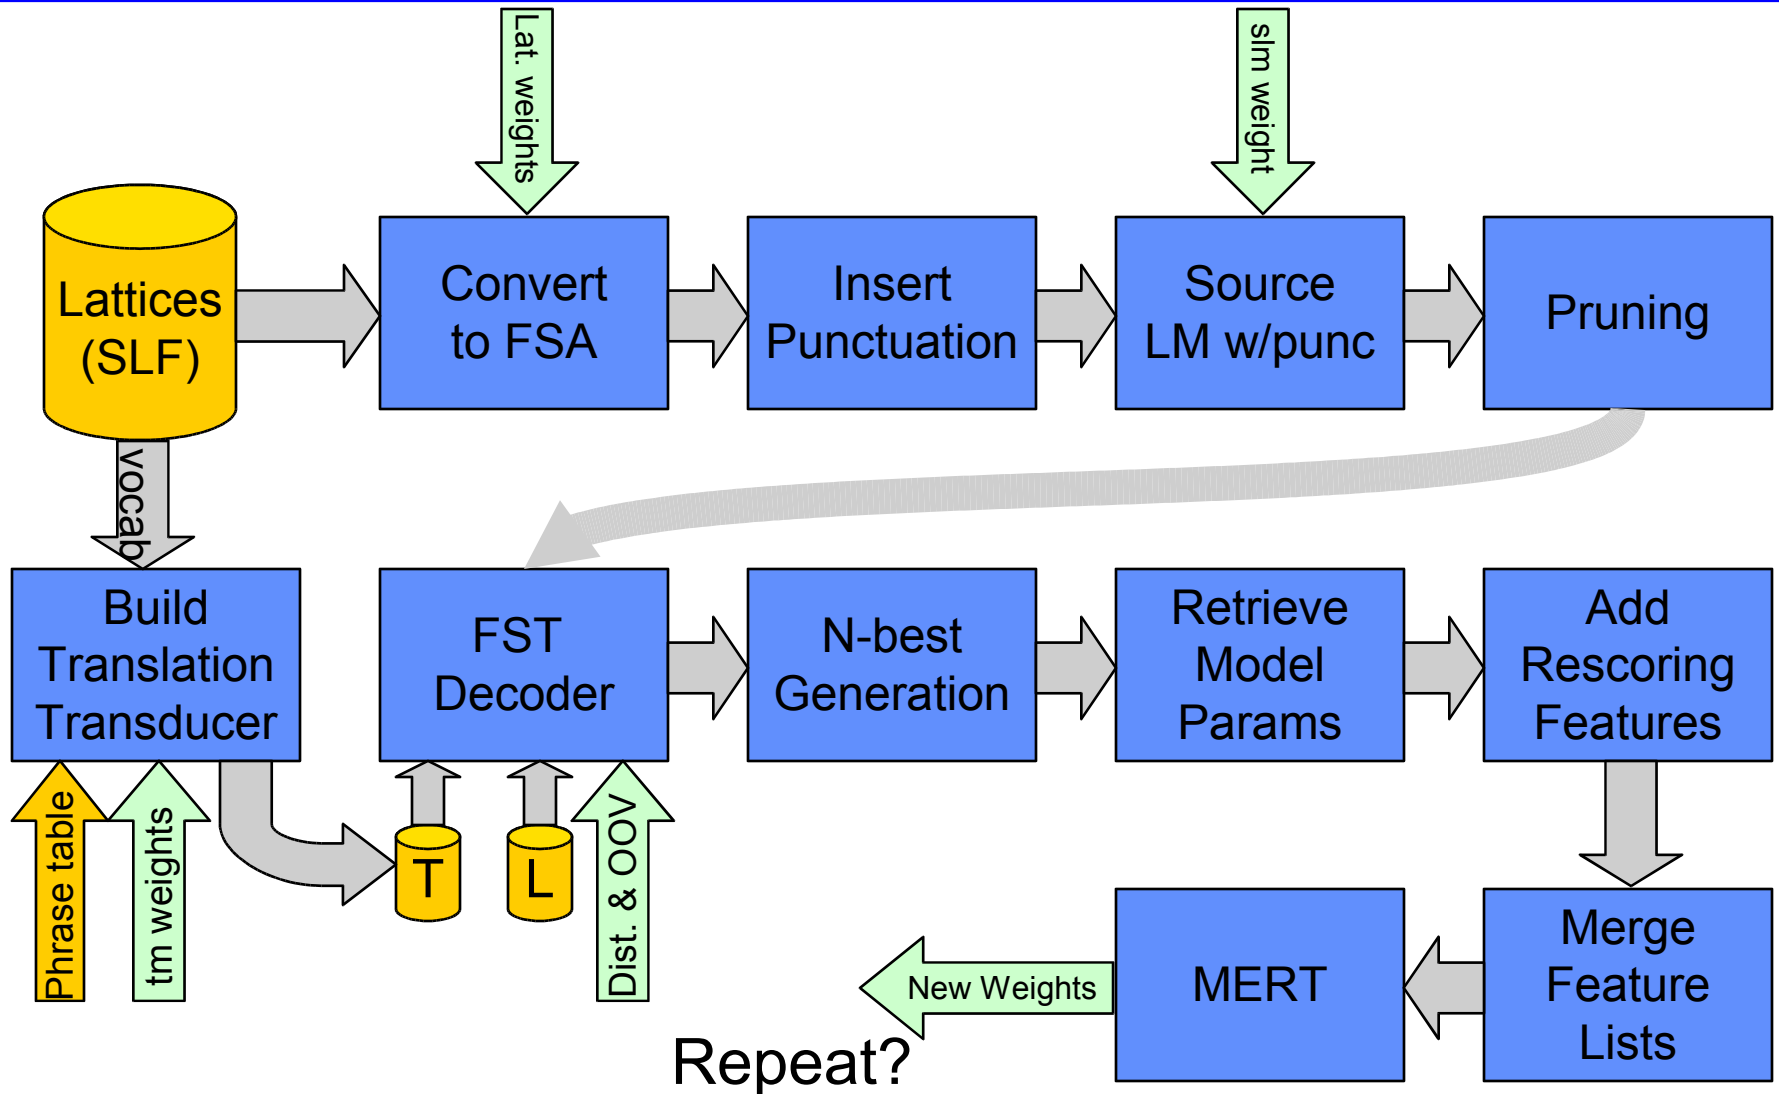 Lat. weights
slm weight
Lattices
(SLF)
Convert
to FSA
Insert
Punctuation
Source
LM w/punc
Pruning
vocab
Build
Translation
Transducer
FST
Decoder
N-best
Generation
Retrieve
Model
Params
Add
Rescoring
Features
Phrase table
tm weights
T
L
Dist. & OOV
New Weights
MERT
Merge
Feature
Lists
Repeat?